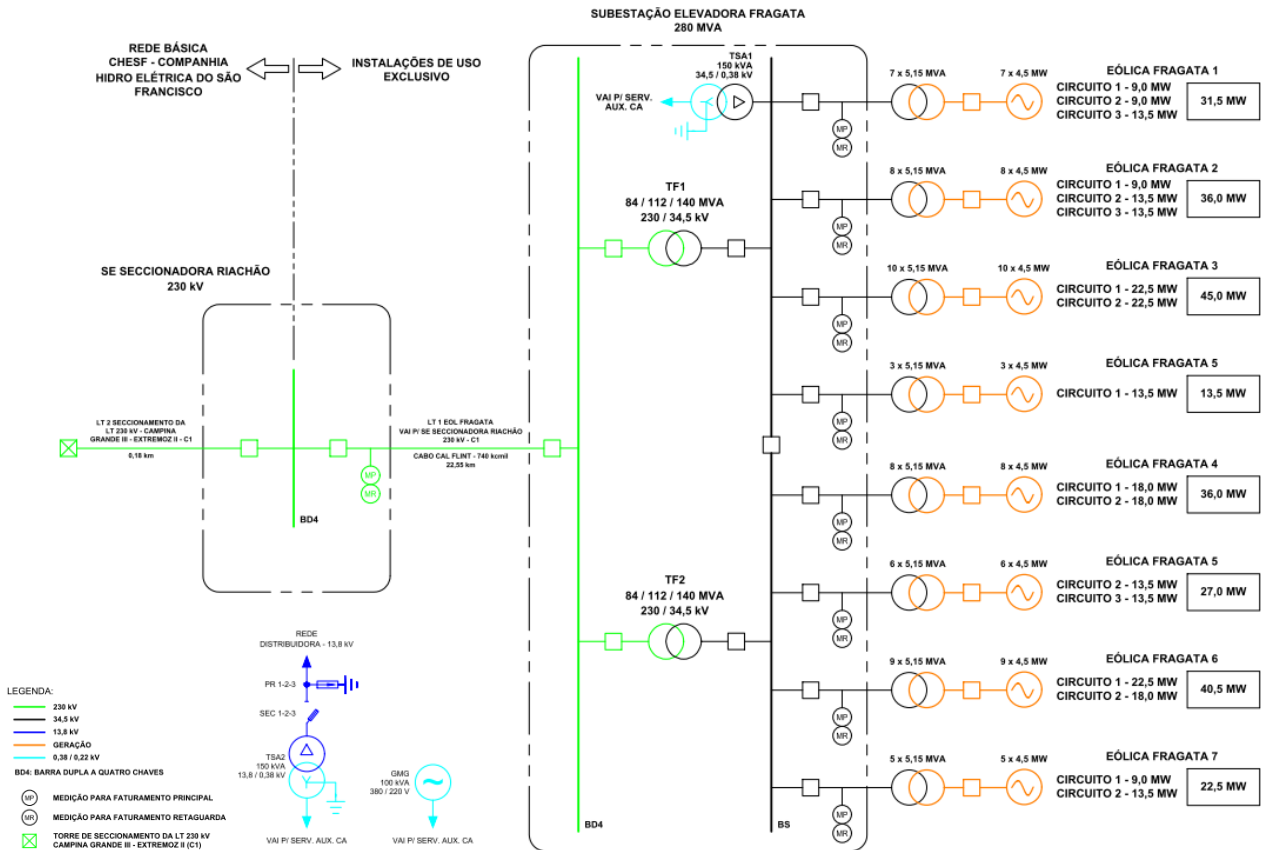 SUBESTAÇÃO ELEVADORA FRAGATA
280 MVA
REDE BÁSICA
CHESF - COMPANHIA
HIDRO ELÉTRICA DO SÃO
FRANCISCO
INSTALAÇÕES DE USO
EXCLUSIVO
SE SECCIONADORA RIACHÃO
230 kV
LT 2 SECCIONAMENTO DA
LT 230 kV - CAMPINA
GRANDE III - EXTREMOZ II - C1
0,18 km
MP
MR
BD4
LT 1 EOL FRAGATA
VAI P/ SE SECCIONADORA RIACHÃO
230 kV - C1
CABO CAL FLINT - 740 kcmil
22,55 km
TSA1
150 kVA
34,5 / 0,38 kV
VAI P/ SERV.
AUX. CA
TF1
84 / 112 / 140 MVA
230 / 34,5 kV
TF2
84 / 112 / 140 MVA
230 / 34,5 kV
BD4
BS
MP
MR
7 x 5,15 MVA
7 x 4,5 MW
EÓLICA FRAGATA 1
CIRCUITO 1 - 9,0 MW
CIRCUITO 2 - 9,0 MW
CIRCUITO 3 - 13,5 MW
31,5 MW
MP
MR
8 x 5,15 MVA
8 x 4,5 MW
EÓLICA FRAGATA 2
CIRCUITO 1 - 9,0 MW
CIRCUITO 2 - 13,5 MW
CIRCUITO 3 - 13,5 MW
36,0 MW
MP
MR
10 x 5,15 MVA
10 x 4,5 MW
EÓLICA FRAGATA 3
CIRCUITO 1 - 22,5 MW
CIRCUITO 2 - 22,5 MW
45,0 MW
MP
MR
3 x 5,15 MVA
3 x 4,5 MW
EÓLICA FRAGATA 5
CIRCUITO 1 - 13,5 MW
13,5 MW
MP
MR
8 x 5,15 MVA
8 x 4,5 MW
EÓLICA FRAGATA 4
CIRCUITO 1 - 18,0 MW
CIRCUITO 2 - 18,0 MW
36,0 MW
MP
MR
6 x 5,15 MVA
6 x 4,5 MW
EÓLICA FRAGATA 5
CIRCUITO 2 - 13,5 MW
CIRCUITO 3 - 13,5 MW
27,0 MW
MP
MR
9 x 5,15 MVA
9 x 4,5 MW
EÓLICA FRAGATA 6
CIRCUITO 1 - 22,5 MW
CIRCUITO 2 - 18,0 MW
40,5 MW
MP
MR
5 x 5,15 MVA
5 x 4,5 MW
EÓLICA FRAGATA 7
CIRCUITO 1 - 9,0 MW
CIRCUITO 2 - 13,5 MW
22,5 MW
REDE
DISTRIBUIDORA - 13,8 kV
PR 1-2-3
SEC 1-2-3
TSA2
150 kVA
13,8 / 0,38 kV
VAI P/ SERV. AUX. CA
GMG
100 kVA
380 / 220 V
VAI P/ SERV. AUX. CA
LEGENDA:
230 kV
34,5 kV
13,8 kV
GERAÇÃO
0,38 / 0,22 kV
BD4: BARRA DUPLA A QUATRO CHAVES
MP MEDIÇÃO PARA FATURAMENTO PRINCIPAL
MR MEDIÇÃO PARA FATURAMENTO RETAGUARDA
TORRE DE SECCIONAMENTO DA LT 230 kV
CAMPINA GRANDE III - EXTREMOZ II (C1)